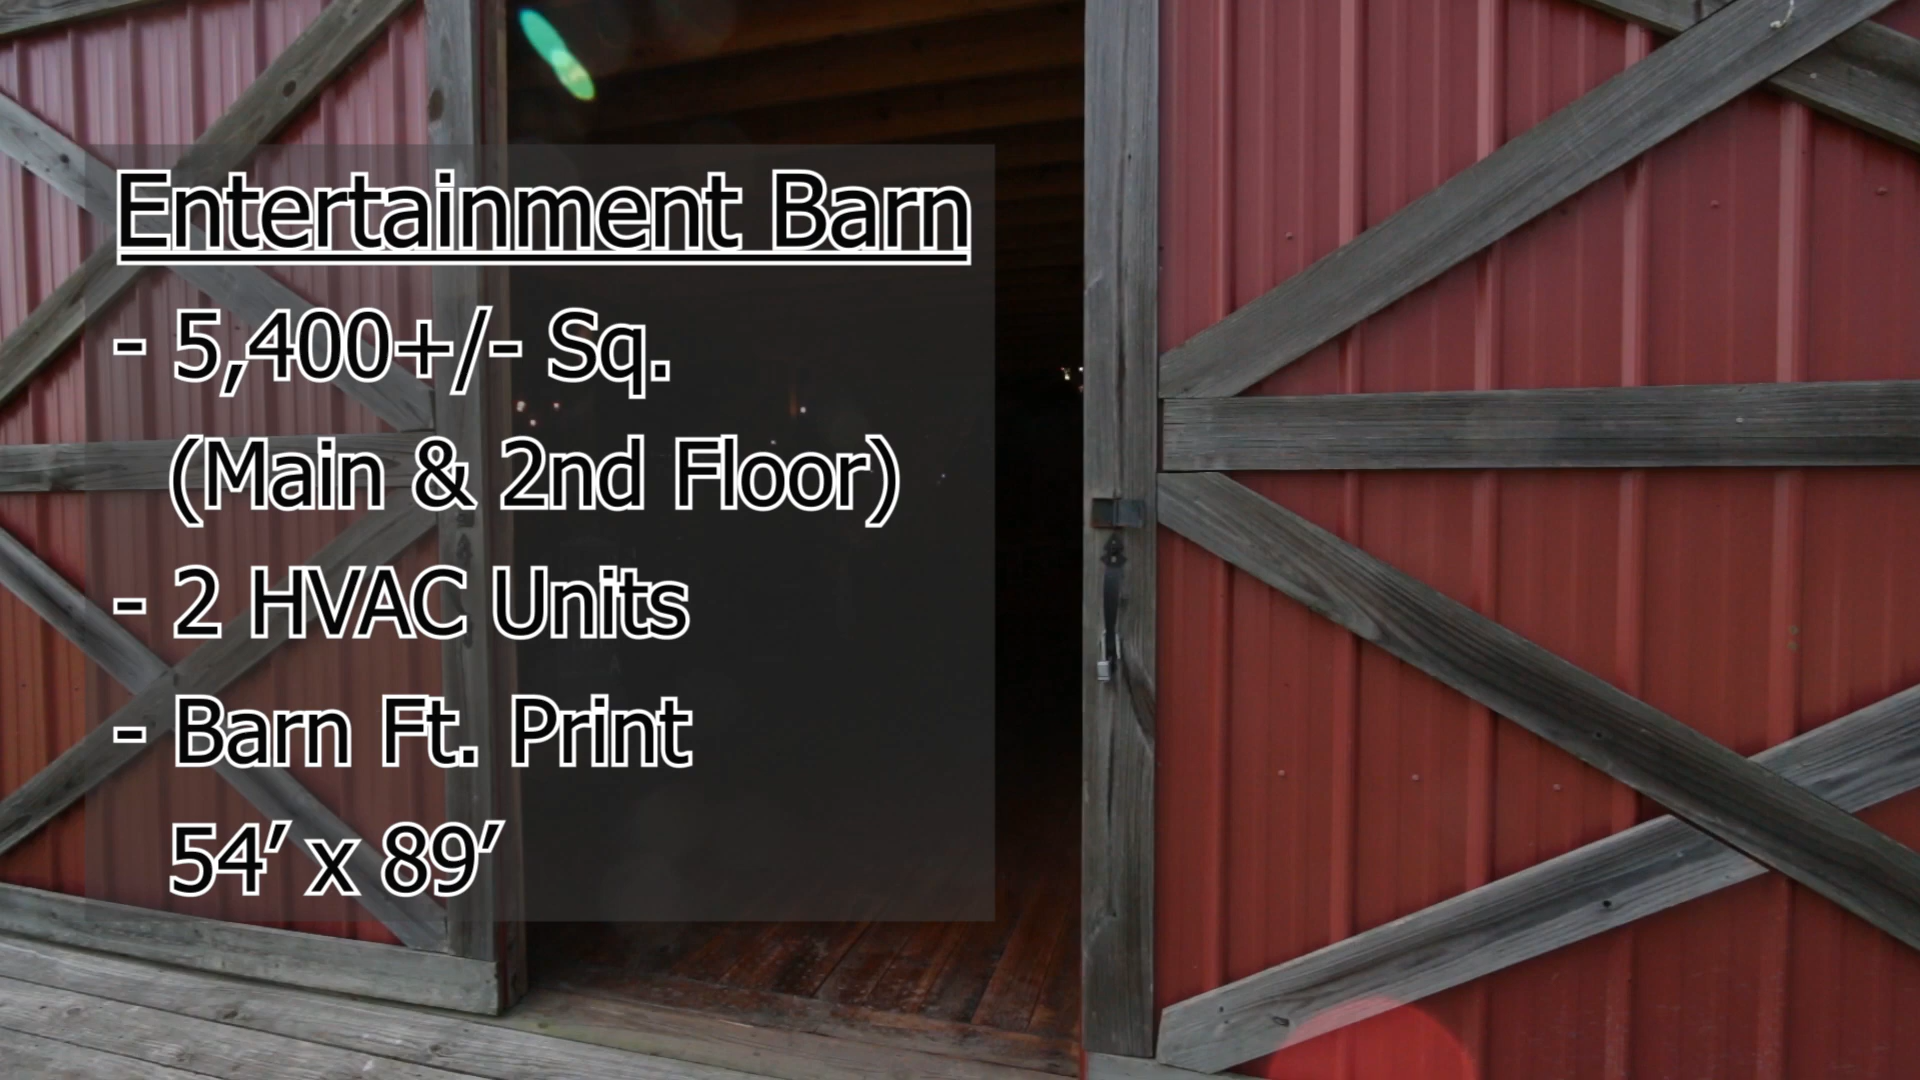 Entertainment Barn
- 5,400+/- Sq.
(Main & 2nd Floor)
- 2 HVAC Units
- Barn Ft. Print
54’ x 89’